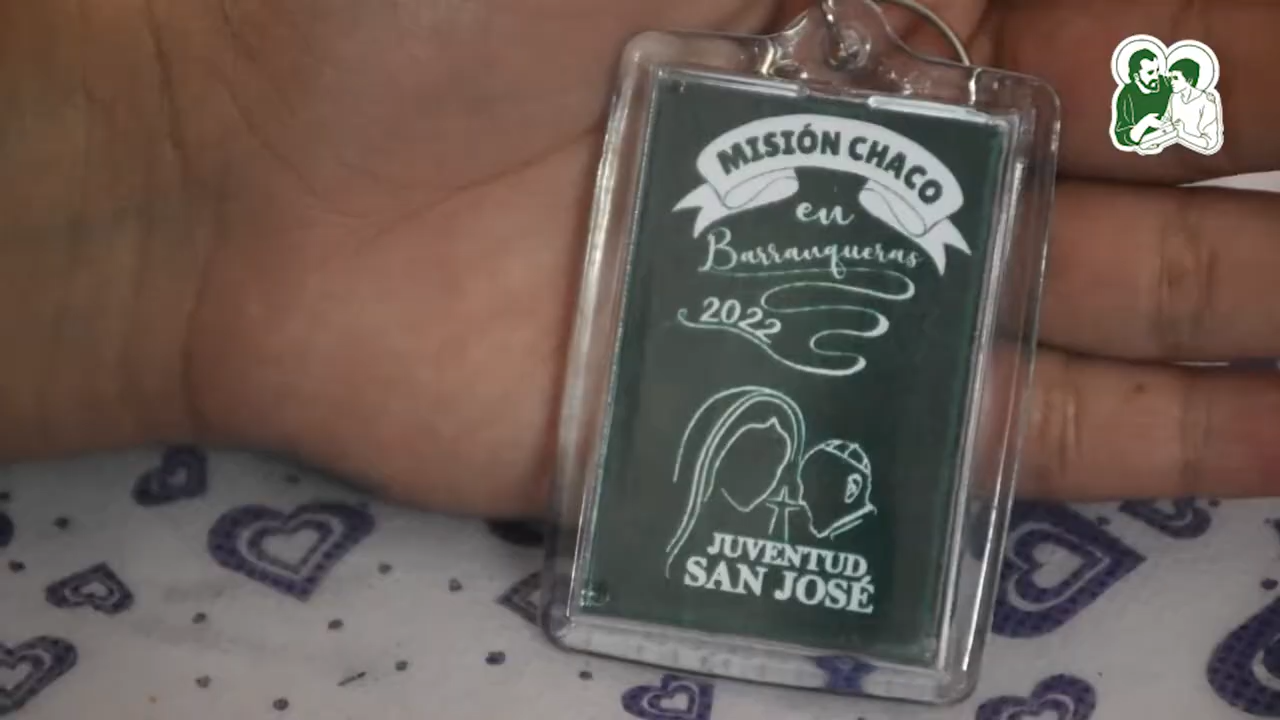 MISIÓN CHACO
en
Barranqueras
2022
JUVENTUD
SAN JOSÉ